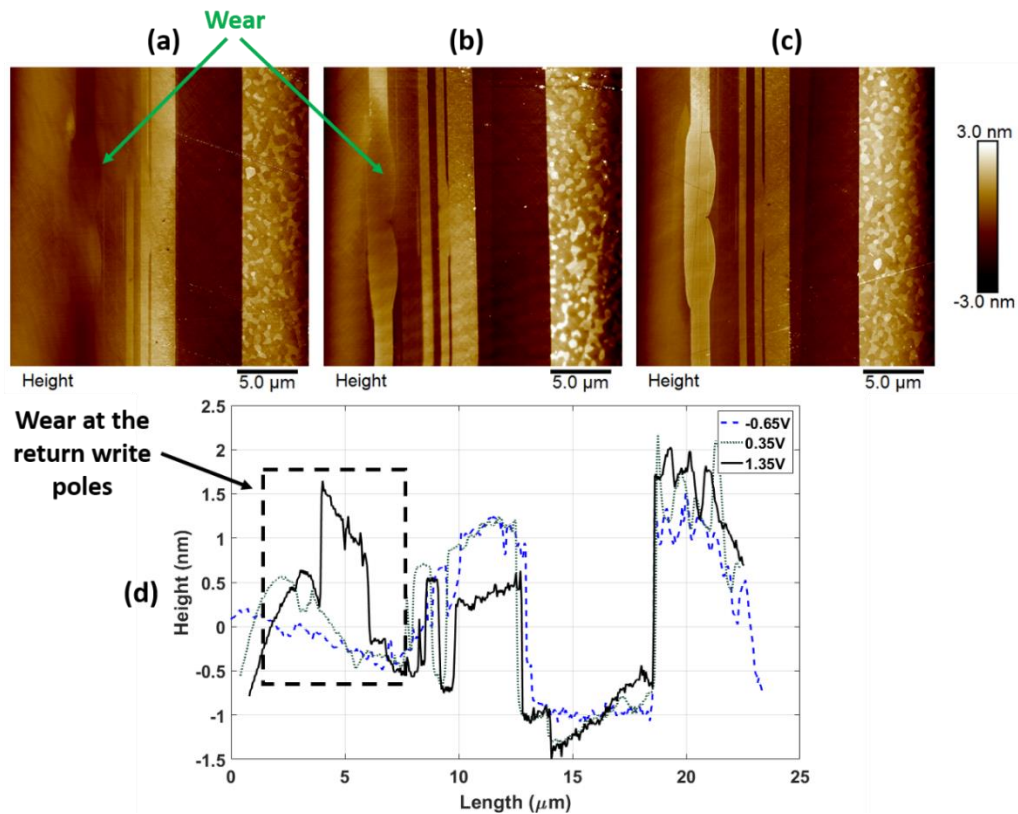 Wear
(a)
(b)
(c)
3.0 nm
-3.0 nm
Height
5.0 μm
Height
5.0 μm
Height
5.0 μm
Wear at the
return write
poles
(d)
Height (nm)
2.5
2
1.5
1
0.5
0
-0.5
-1
-1.5
-0.65V
0.35V
1.35V
0
5
10
15
20
25
Length (μm)